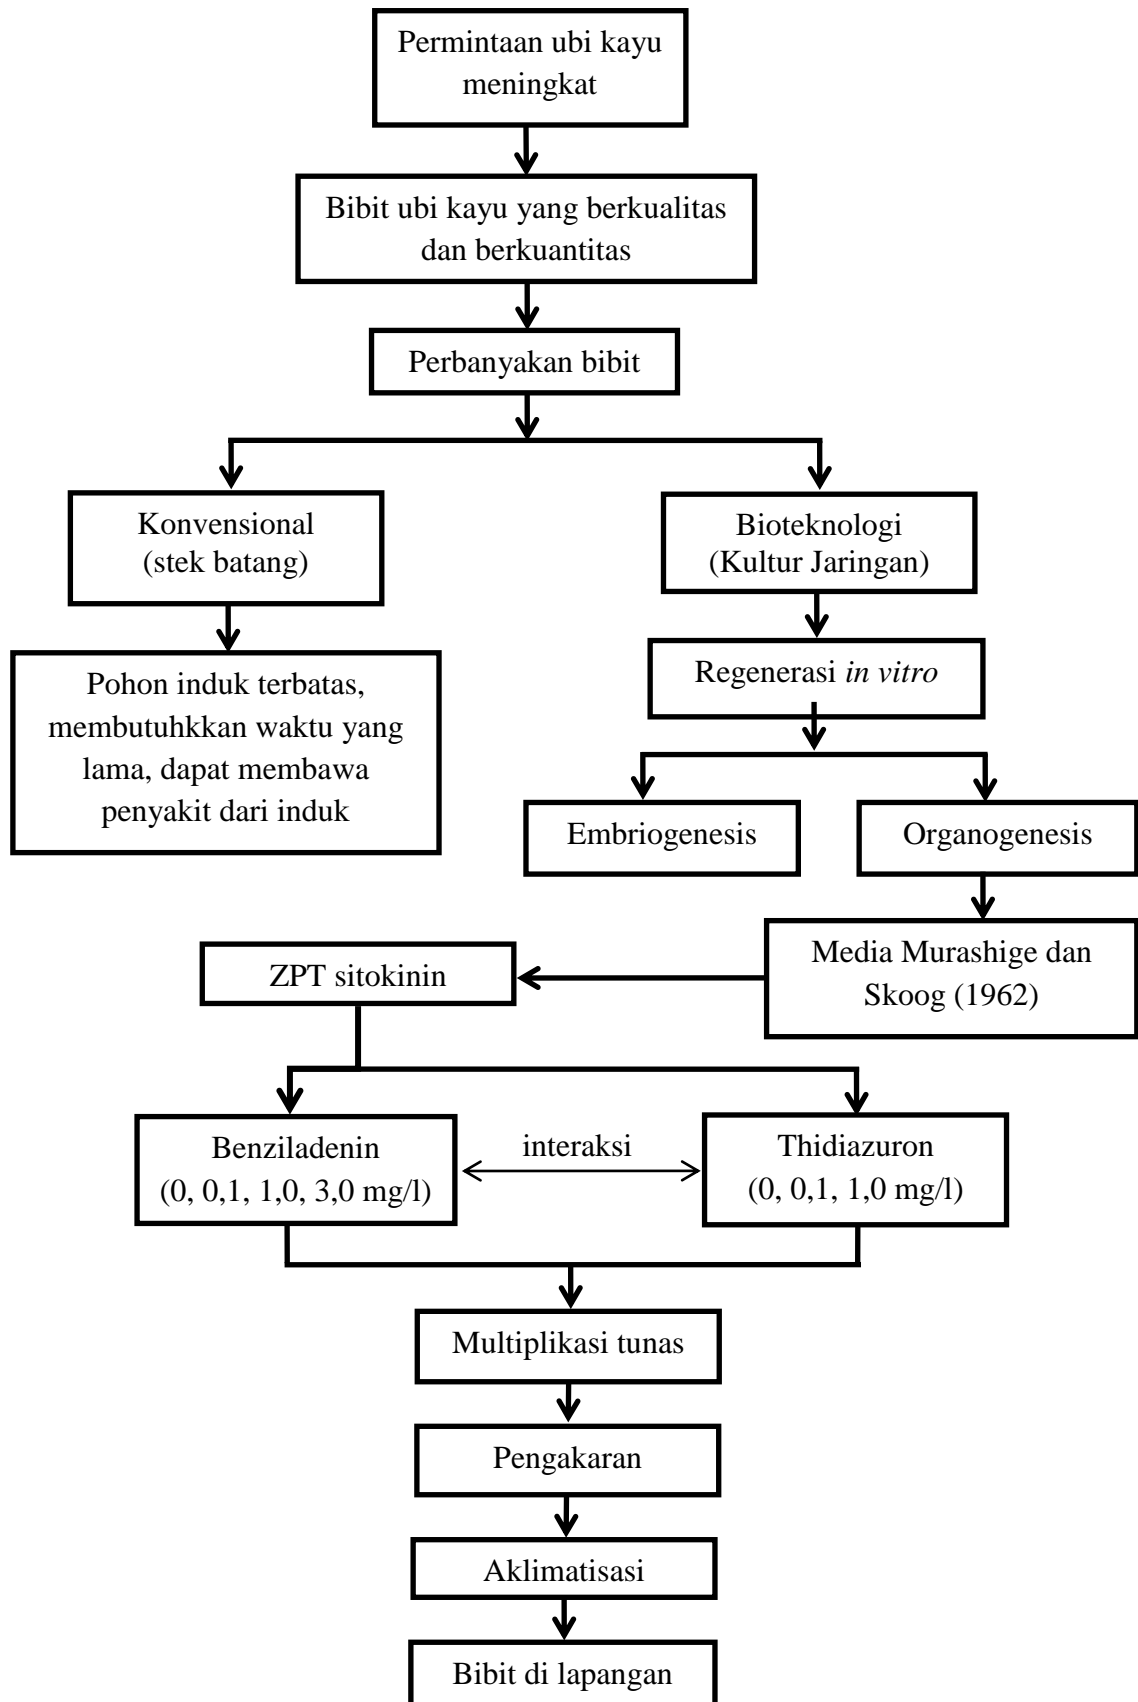 Permintaan ubi kayu
meningkat
Bibit ubi kayu yang berkualitas
dan berkuantitas
Perbanyakan bibit
Konvensional
(stek batang)
Bioteknologi
(Kultur Jaringan)
Pohon induk terbatas,
membutuhkkan waktu yang
lama, dapat membawa
penyakit dari induk
Regenerasi in vitro
Embriogenesis
Organogenesis
Media Murashige dan
Skoog (1962)
ZPT sitokinin
Benziladenin
(0, 0,1, 1,0, 3,0 mg/l)
interaksi
Thidiazuron
(0, 0,1, 1,0 mg/l)
Multiplikasi tunas
Pengakaran
Aklimatisasi
Bibit di lapangan